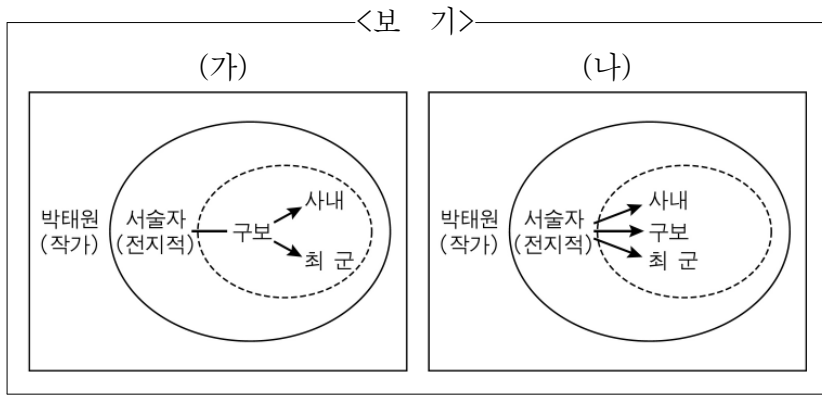 <보 기>
(가) (나)
박태원 (작가) 서술자 (전지적) 구보 사내 최 군
박태원 (작가) 서술자 (전지적) 사내 구보 최 군